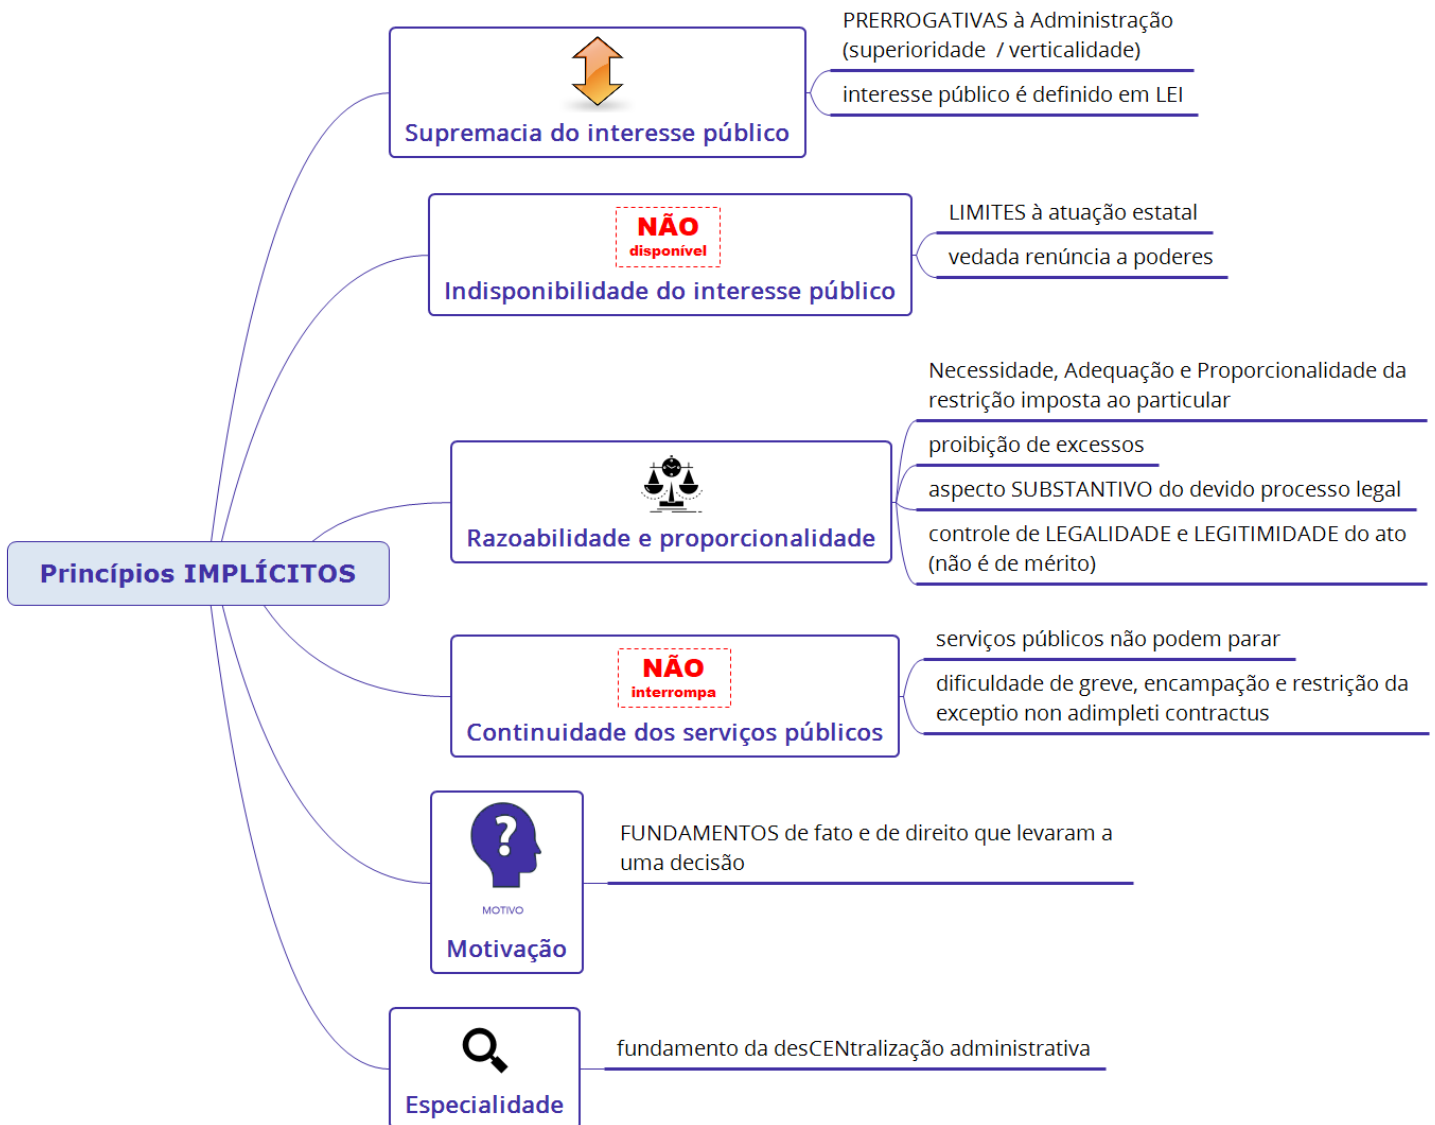 PRERROGATIVAS à Administração
(superioridade / verticalidade)
interesse público é definido em LEI
Supremacia do interesse público
NÃO
disponível
Indisponibilidade do interesse público
LIMITES à atuação estatal
vedada renúncia a poderes
Necessidade, Adequação e Proporcionalidade da
restrição imposta ao particular
proibição de excessos
aspecto SUBSTANTIVO do devido processo legal
controle de LEGALIDADE e LEGITIMIDADE do ato
(não é de mérito)
Razoabilidade e proporcionalidade
Princípios IMPLÍCITOS
NÃO
interrompa
Continuidade dos serviços públicos
serviços públicos não podem parar
dificuldade de greve, encampação e restrição da
exceptio non adimpleti contractus
?
MOTIVO
Motivação
FUNDAMENTOS de fato e de direito que levaram a
uma decisão
Especialidade
fundamento da desCENtralização administrativa